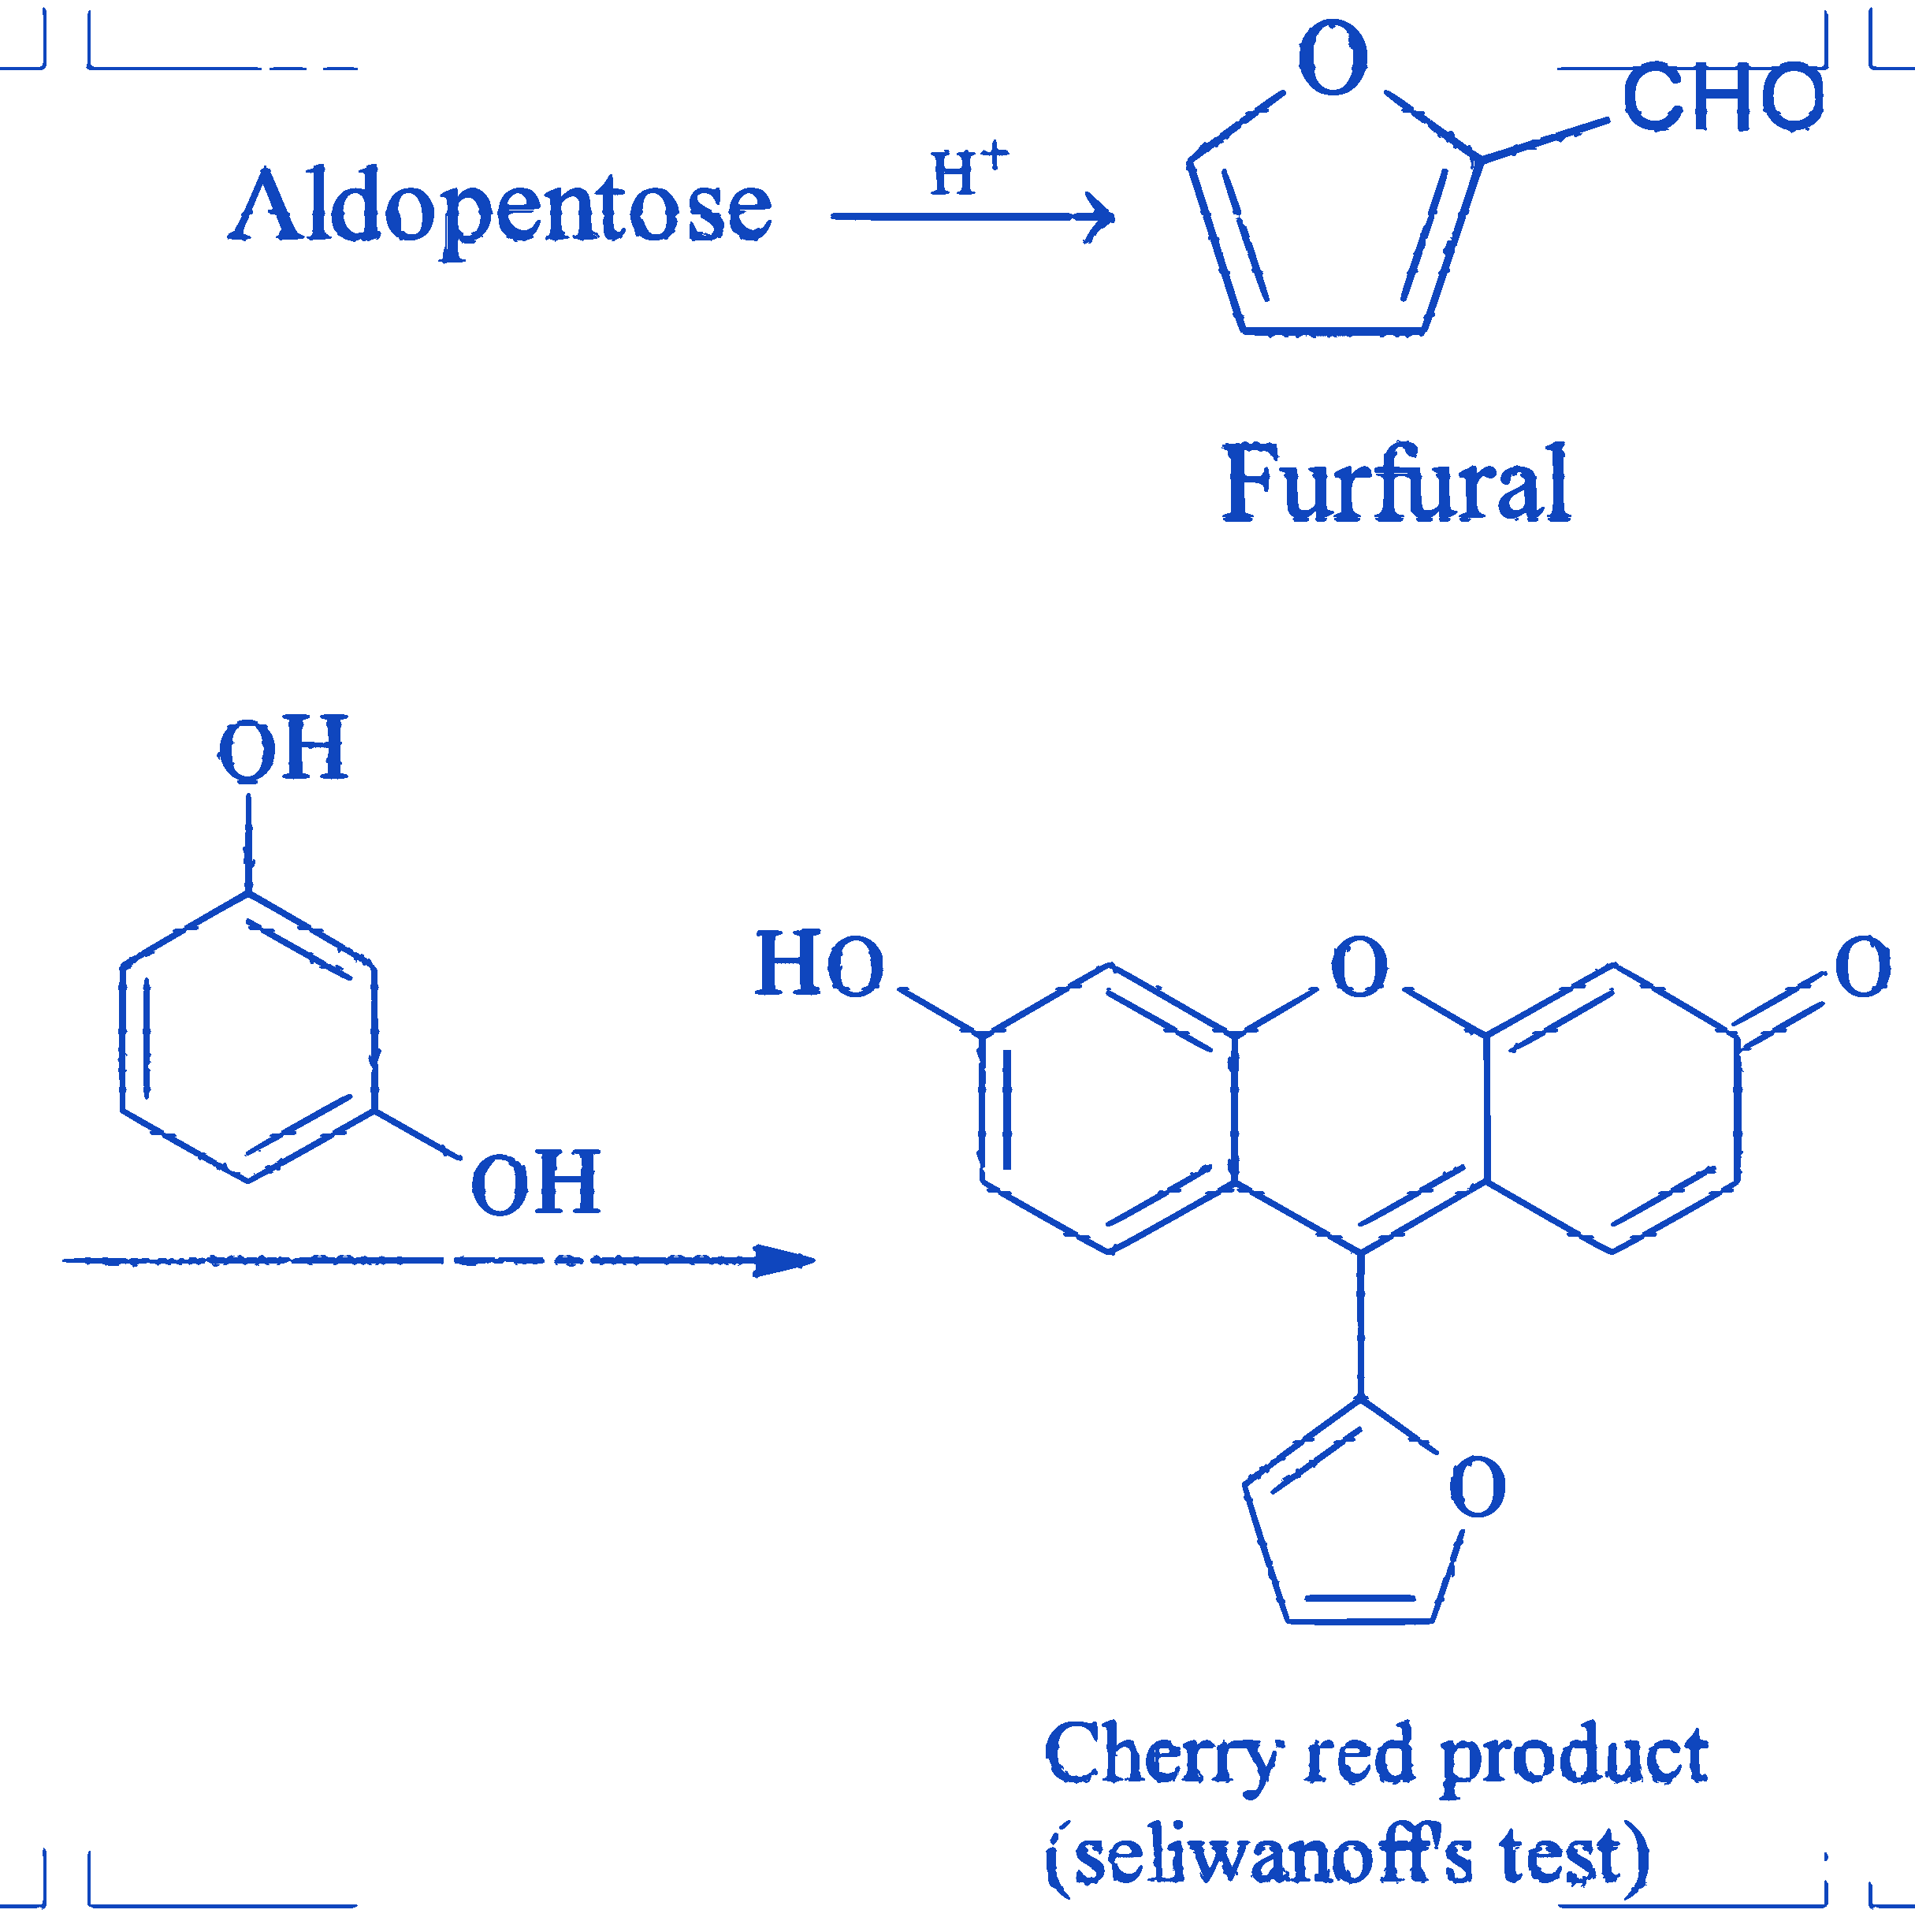 O
CHO
Aldopentose
H⁺
Furfural
OH
OH
HO
O
O
O
Cherry red product
(seliwanoff's test)